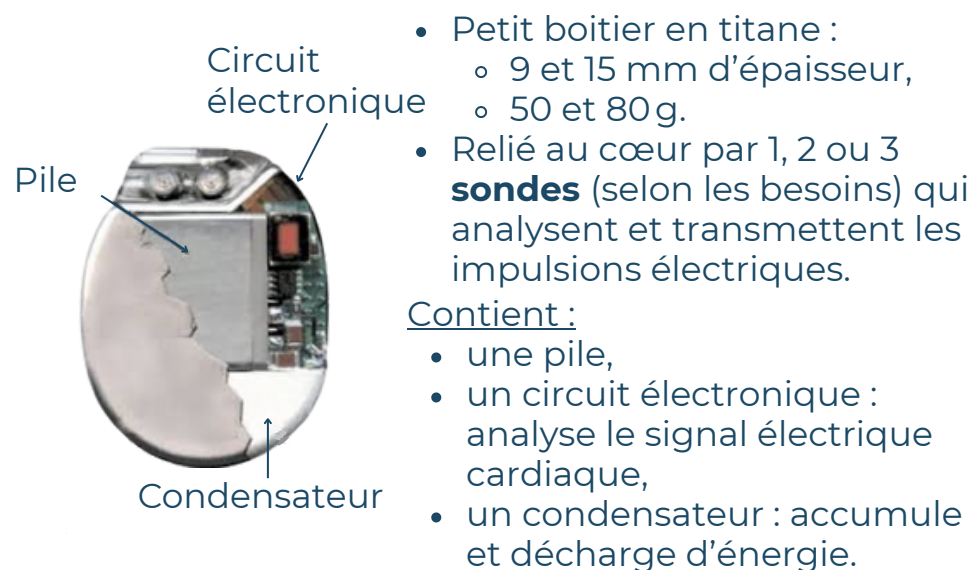 Circuit
électronique
Pile
Condensateur
• Petit boitier en titane :
◦ 9 et 15 mm d'épaisseur,
◦ 50 et 80 g.
• Relié au cœur par 1, 2 ou 3
sondes (selon les besoins) qui
analysent et transmettent les
impulsions électriques.
Contient :
• une pile,
• un circuit électronique :
analyse le signal électrique
cardiaque,
• un condensateur : accumule
et décharge d'énergie.